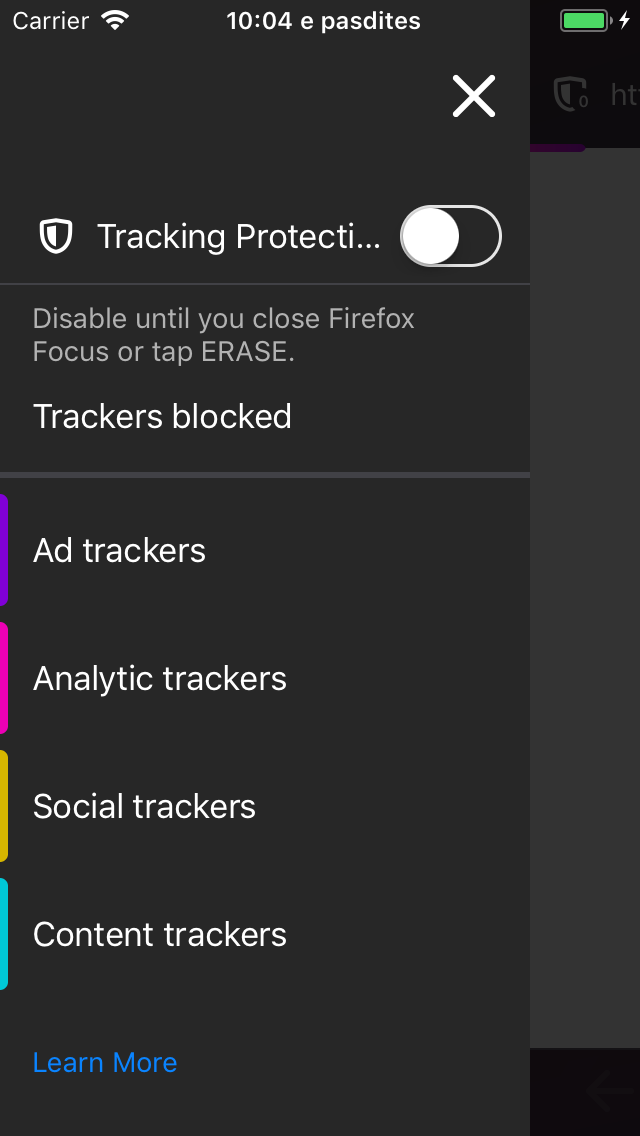 Carrier 10:04 e pasdites
0 ht
Tracking Protecti...
Disable until you close Firefox
Focus or tap ERASE.
Trackers blocked
Ad trackers
Analytic trackers
Social trackers
Content trackers
Learn More